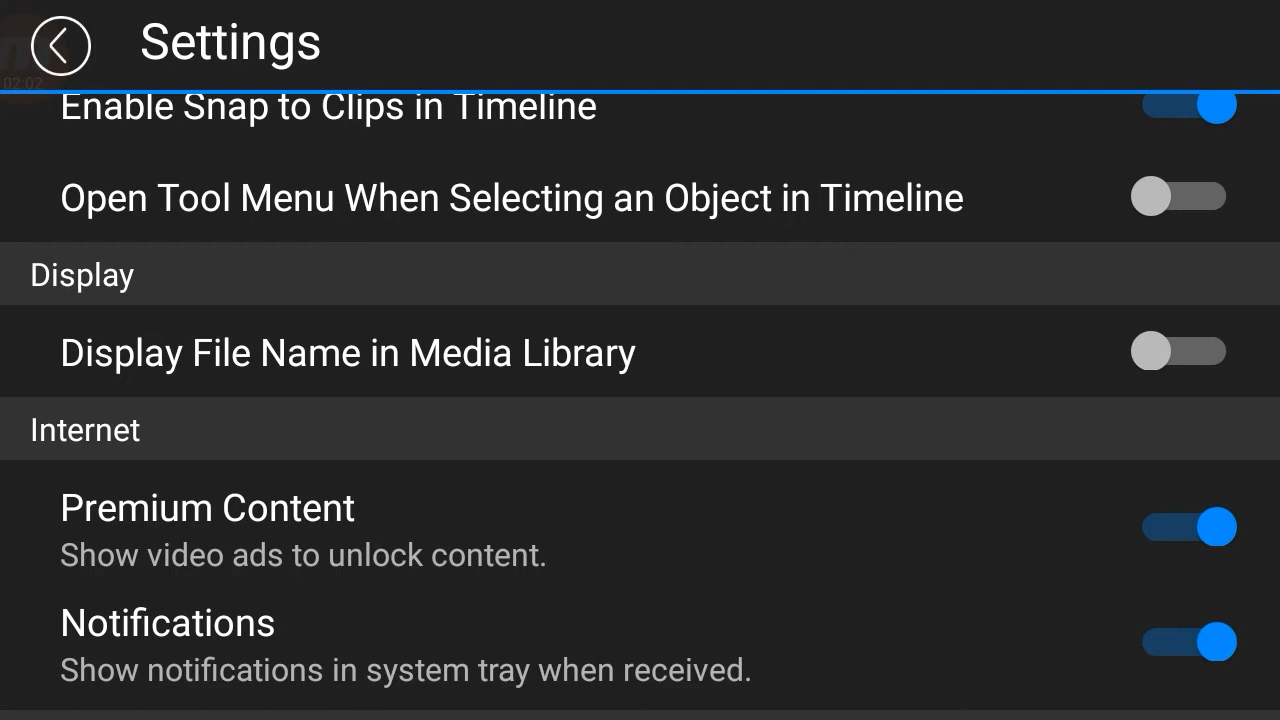 Settings
02:02
Enable Snap to Clips in Timeline
Open Tool Menu When Selecting an Object in Timeline
Display
Display File Name in Media Library
Internet
Premium Content
Show video ads to unlock content.
Notifications
Show notifications in system tray when received.